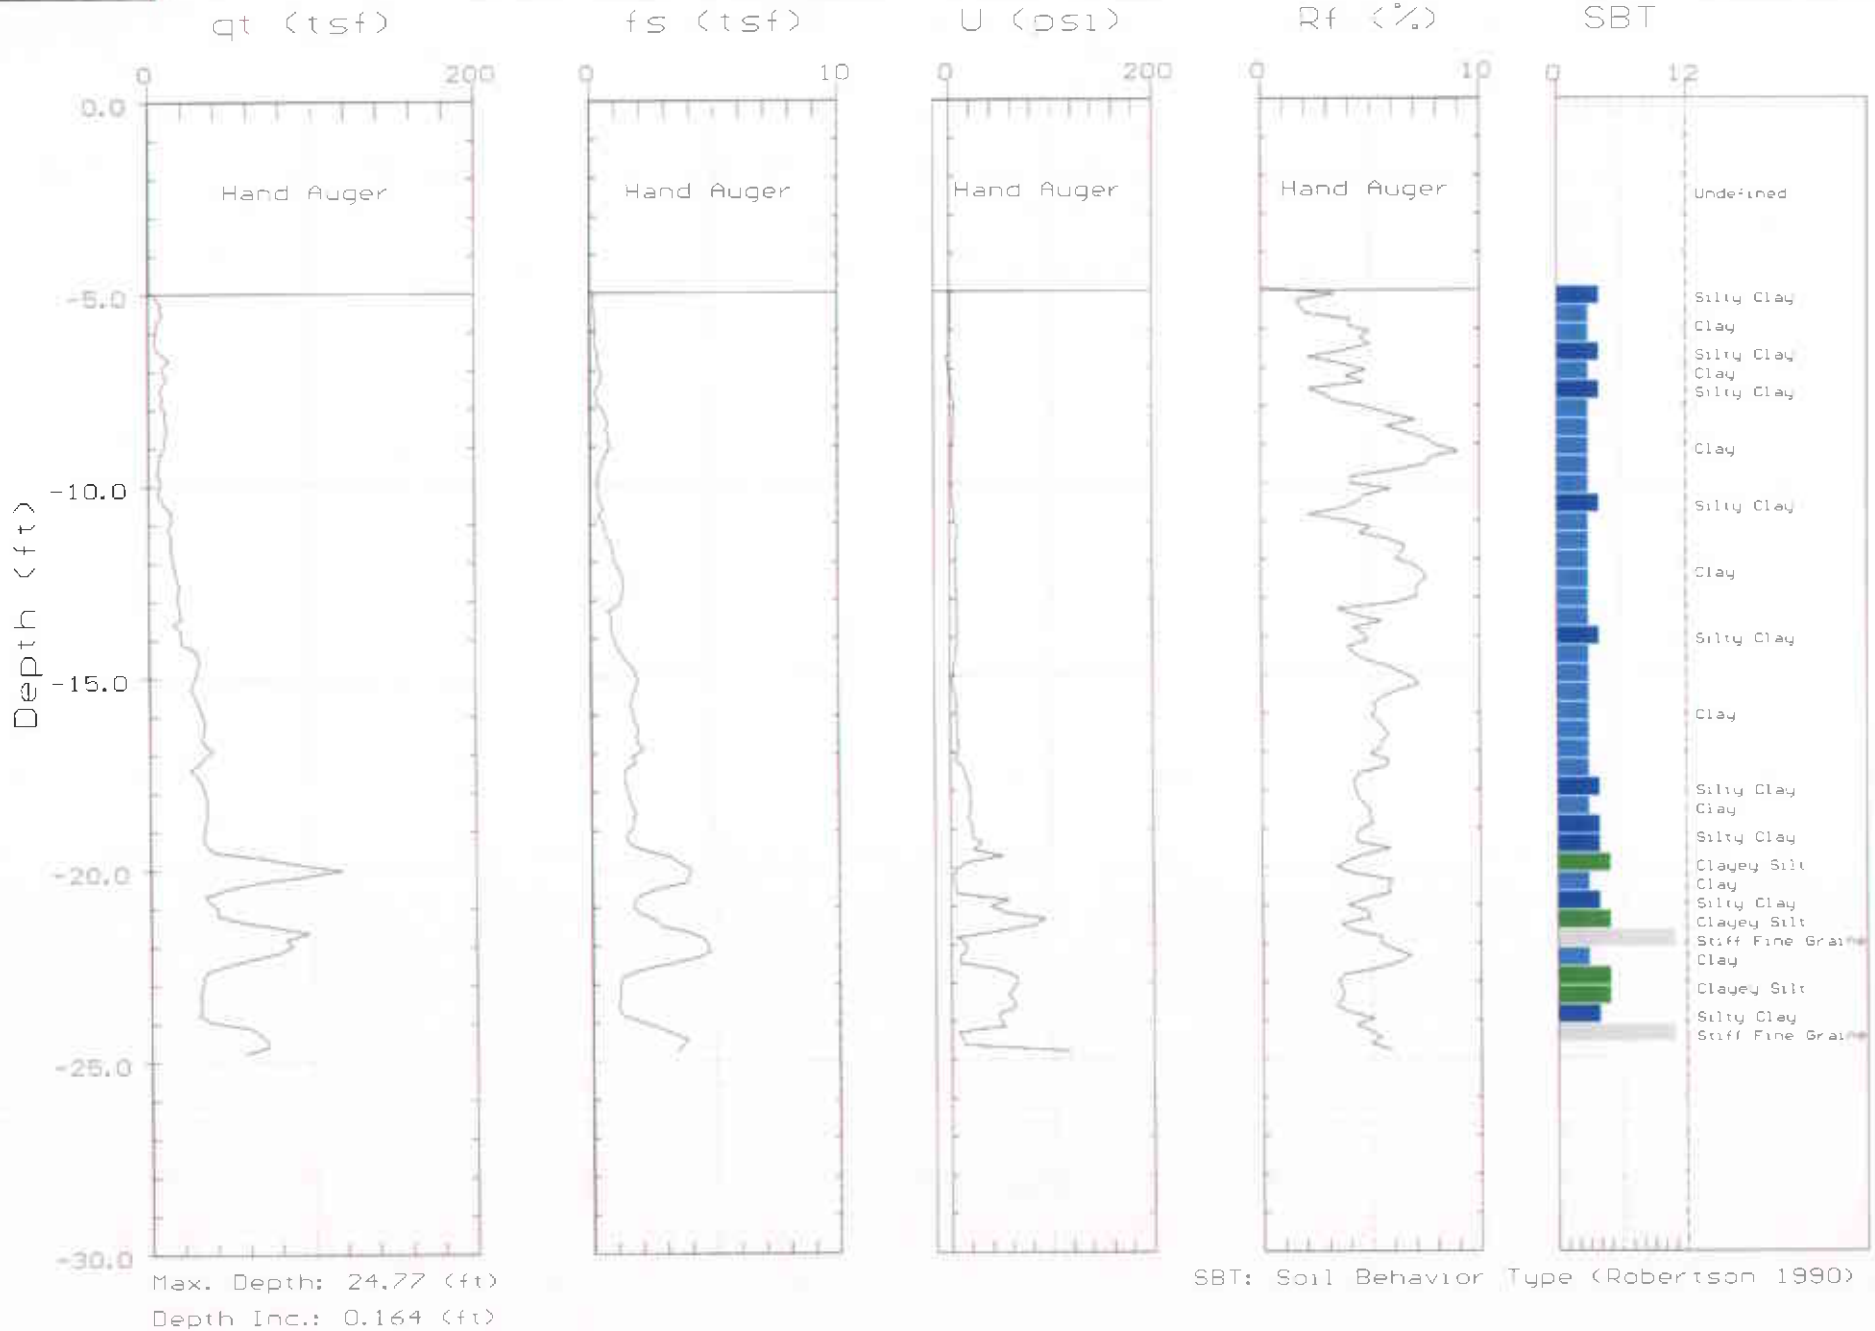 qt (tsf)
fs (tsf)
U (psi)
Rf (%)
SBT
0 200
0 10
0 200
0 10
0 12
0.0
Hand Auger
Hand Auger
Hand Auger
Hand Auger
Undefined
-5.0
Silty Clay
Clay
Silty Clay
Clay
Silty Clay
Clay
-10.0
Silty Clay
Depth (ft)
Clay
Silty Clay
-15.0
Clay
Silty Clay
Clay
Silty Clay
Clayey Silt
-20.0
Clay
Silty Clay
Clayey Silt
Stiff Fine Grain
Clay
Clayey Silt
Silty Clay
Stiff Fine Grain
-25.0
-30.0
Max. Depth: 24.77 (ft)
SBT: Soil Behavior Type (Robertson 1990)
Depth Inc.: 0.164 (ft)